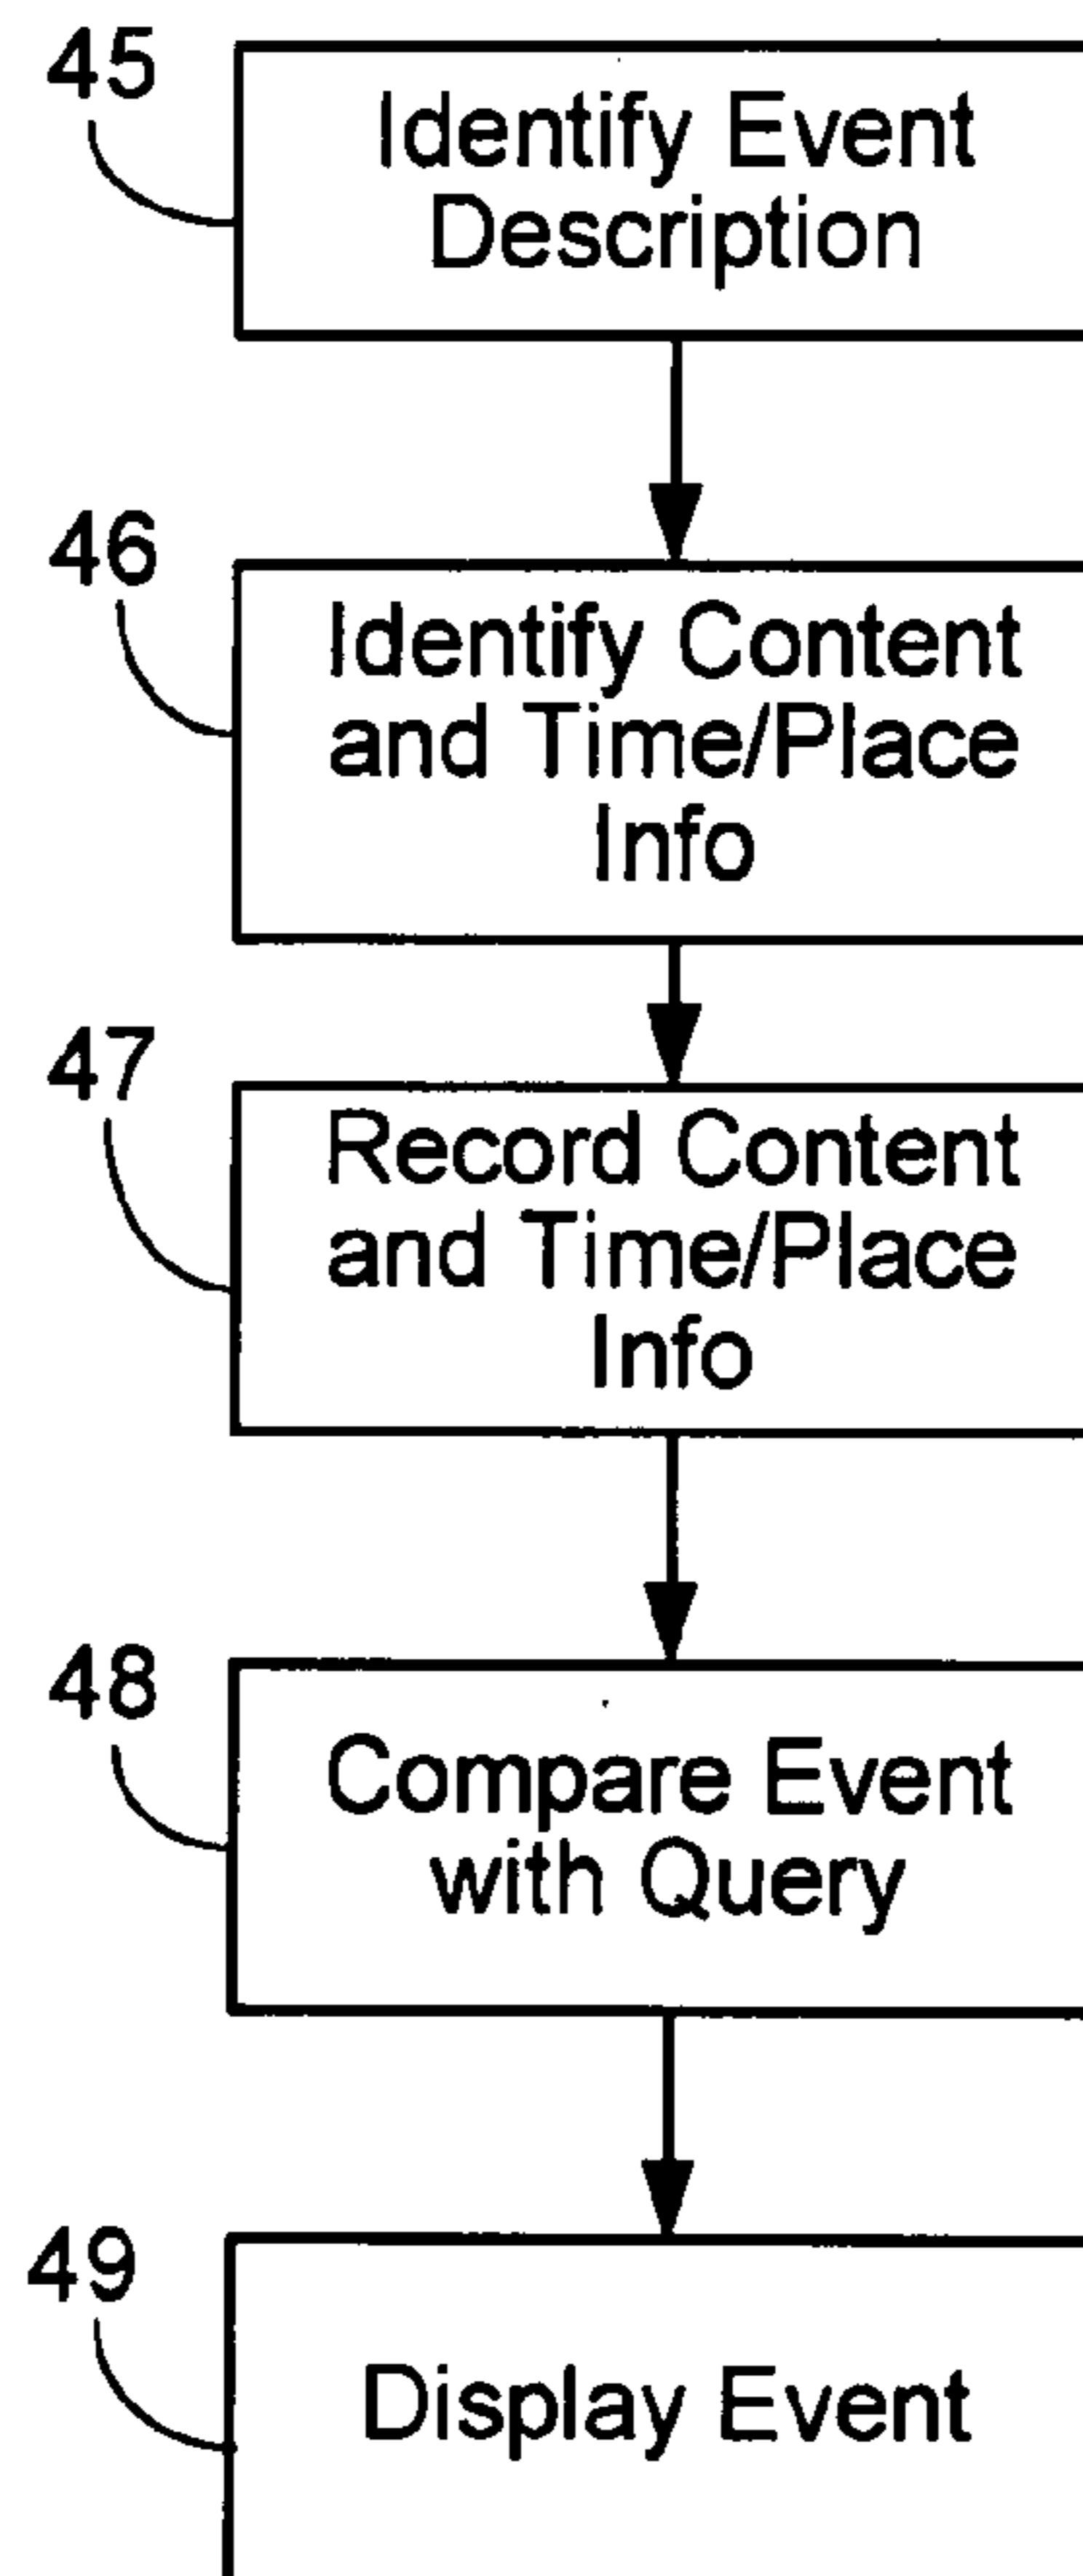 45
Identify Event
Description
46
Identify Content
and Time/Place
Info
47
Record Content
and Time/Place
Info
48
Compare Event
with Query
49
Display Event